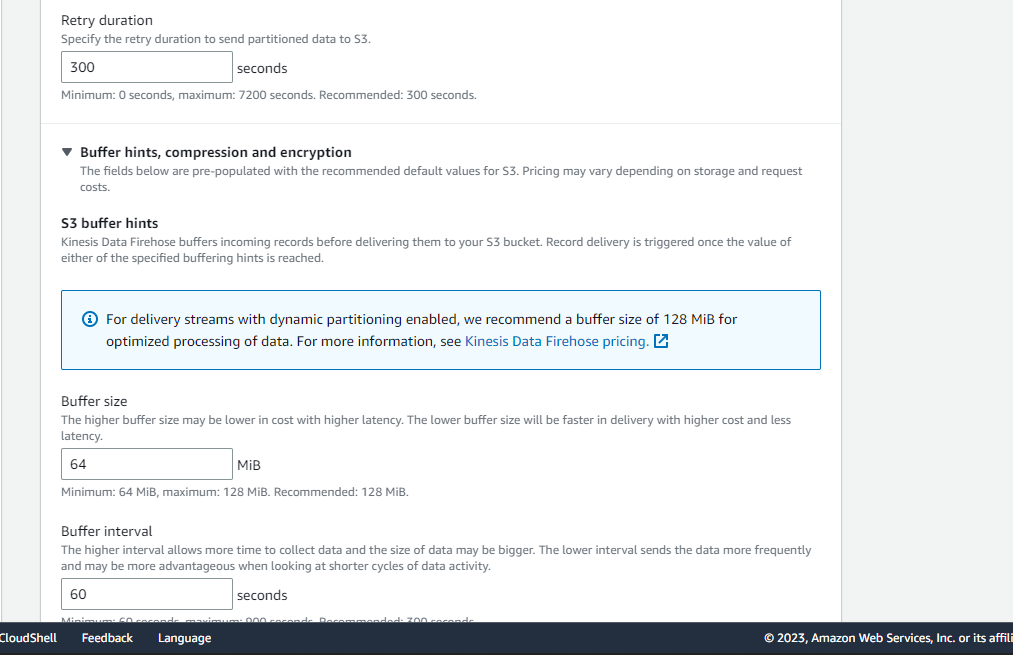 Retry duration
Specify the retry duration to send partitioned data to S3.
300 seconds
Minimum: 0 seconds, maximum: 7200 seconds. Recommended: 300 seconds.
Buffer hints, compression and encryption
The fields below are pre-populated with the recommended default values for S3. Pricing may vary depending on storage and request
costs.
S3 buffer hints
Kinesis Data Firehose buffers incoming records before delivering them to your S3 bucket. Record delivery is triggered once the value of
either of the specified buffering hints is reached.
For delivery streams with dynamic partitioning enabled, we recommend a buffer size of 128 MiB for
optimized processing of data. For more information, see Kinesis Data Firehose pricing.
Buffer size
The higher buffer size may be lower in cost with higher latency. The lower buffer size will be faster in delivery with higher cost and less
latency.
64 MiB
Minimum: 64 MiB, maximum: 128 MiB. Recommended: 128 MiB.
Buffer interval
The higher interval allows more time to collect data and the size of data may be bigger. The lower interval sends the data more frequently
and may be more advantageous when looking at shorter cycles of data activity.
60 seconds
Minimum: 60 seconds, maximum: 900 seconds. Recommended: 300 seconds.
CloudShell Feedback Language © 2023, Amazon Web Services, Inc. or its affili